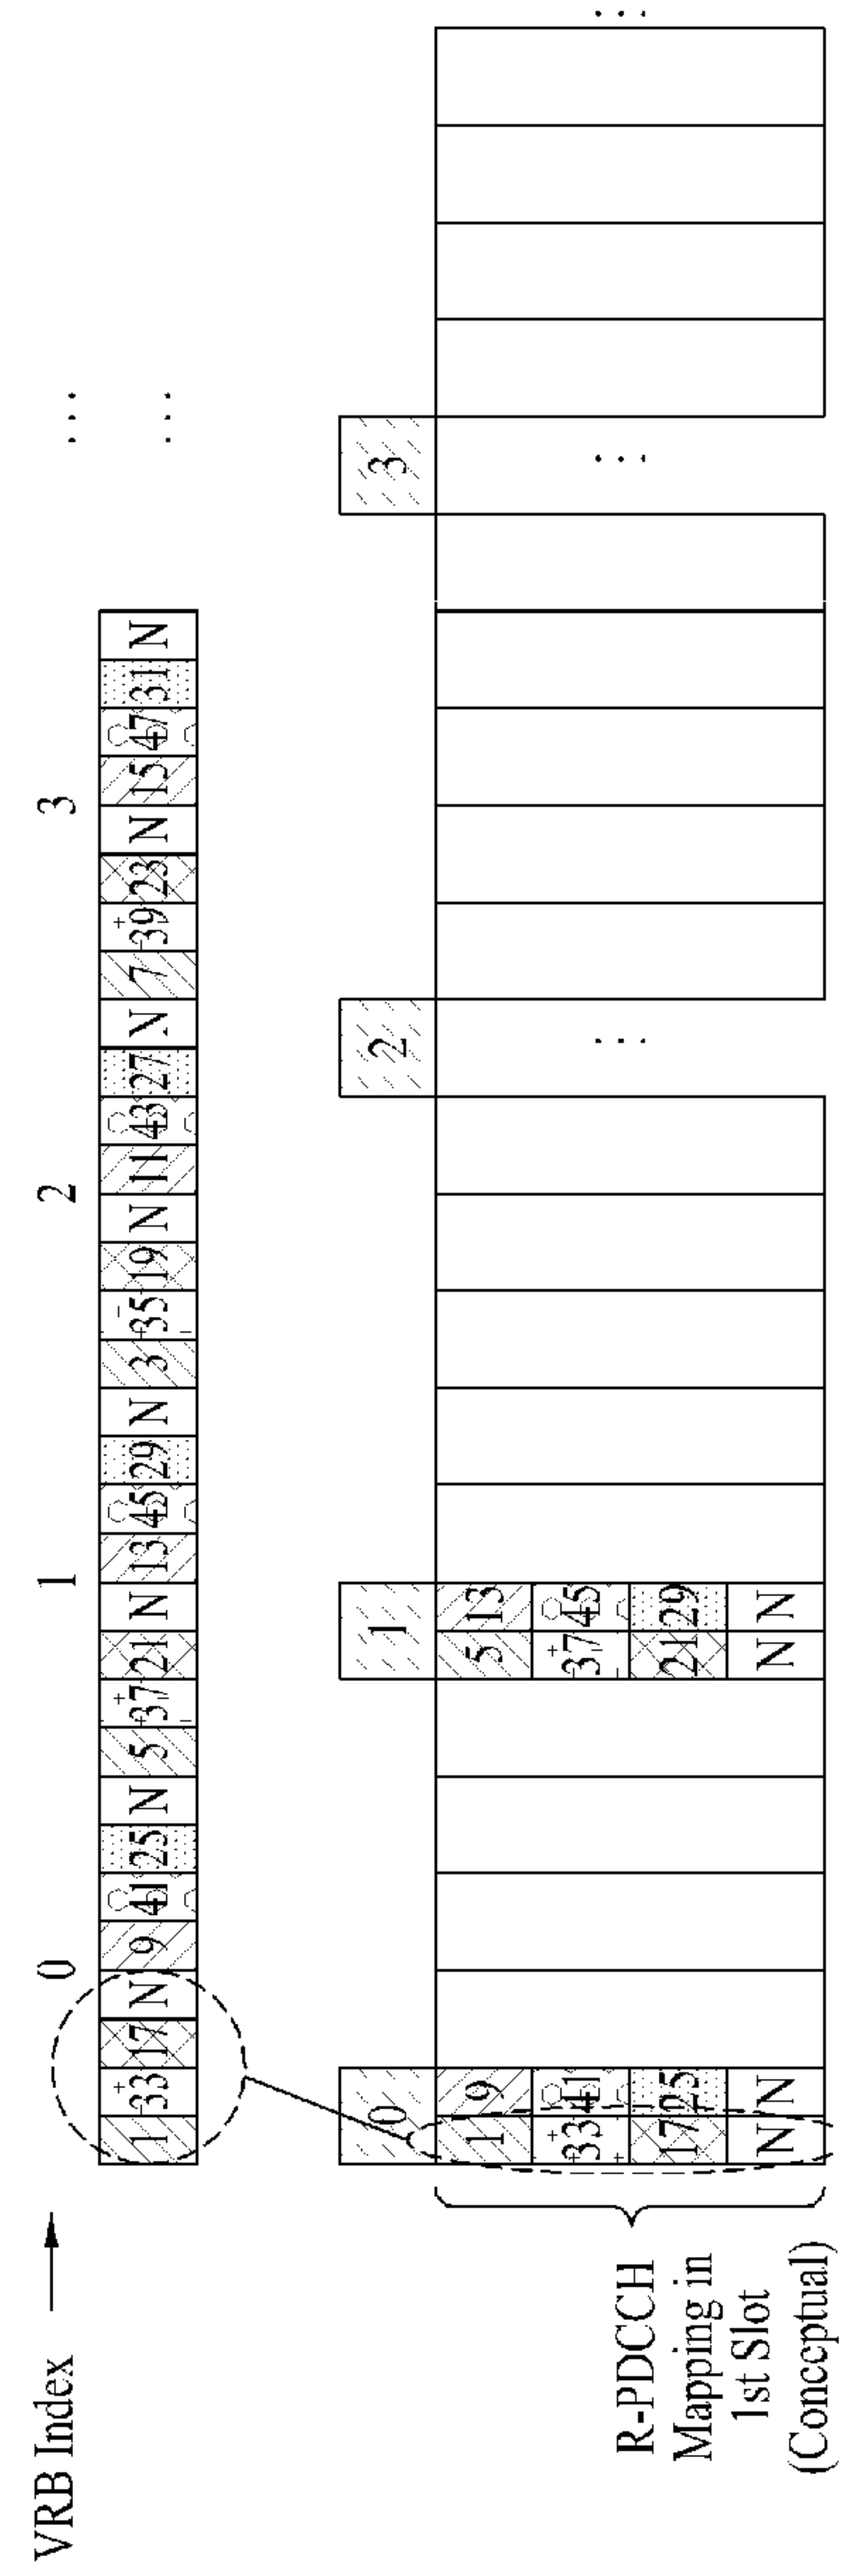 VRB Index 0 1 2 3 ...
1 33 17 N 9 41 25 N 5 37 21 N 13 45 29 N 3 35 19 N 11 43 27 N 7 39 23 N 15 47 31 N ...
0 1 2 3
1 9 5 13
33 41 37 45
17 25 21 29
N N N N
... ... ...
R-PDCCH
Mapping in
1st Slot
(Conceptual)